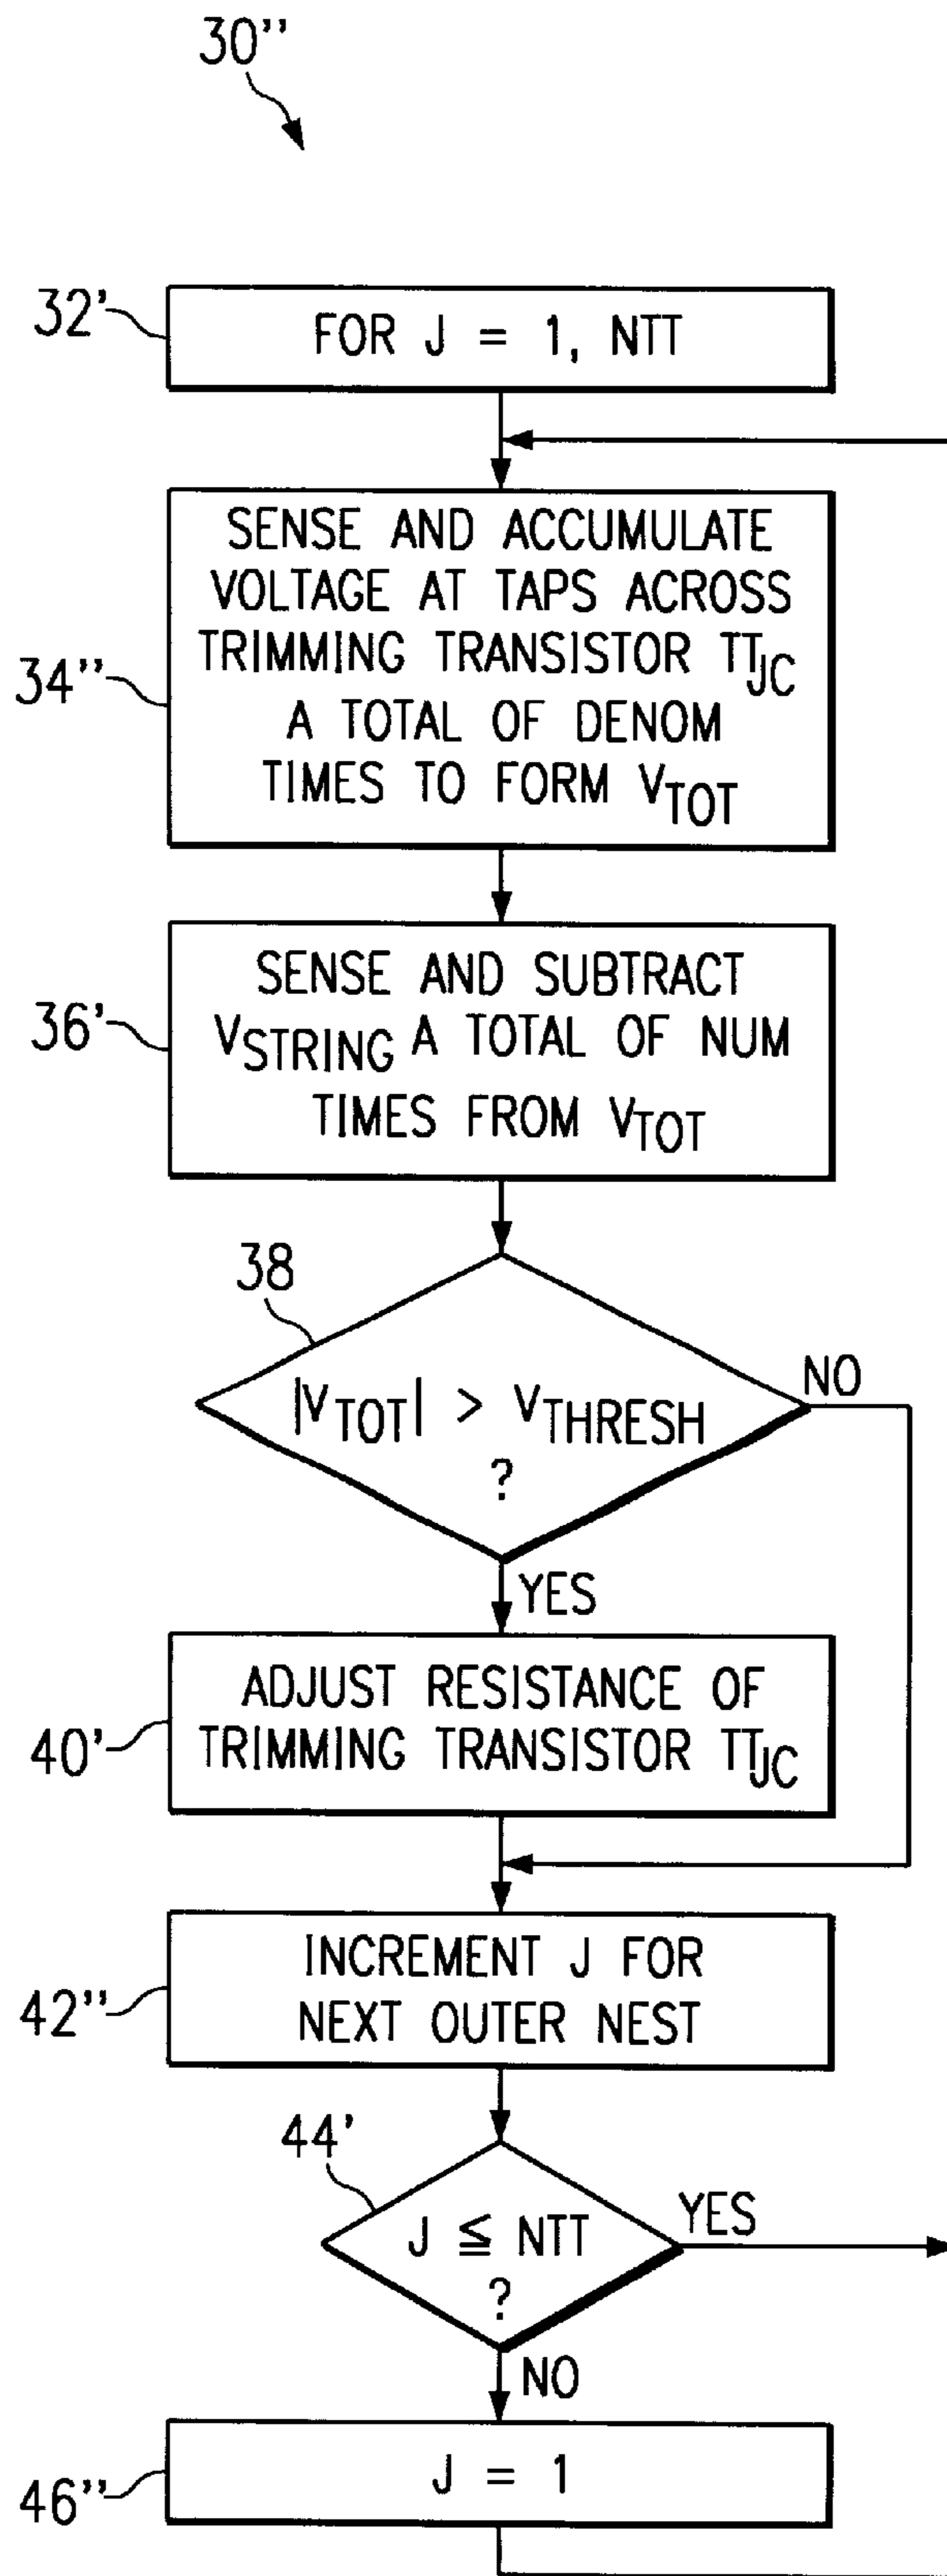 30"
32'
FOR J = 1, NTT
34"
SENSE AND ACCUMULATE
VOLTAGE AT TAPS ACROSS
TRIMMING TRANSISTOR TTJC
A TOTAL OF DENOM
TIMES TO FORM VTOT
36'
SENSE AND SUBTRACT
VSTRING A TOTAL OF NUM
TIMES FROM VTOT
38
|VTOT| > VTHRESH
?
NO
YES
40'
ADJUST RESISTANCE OF
TRIMMING TRANSISTOR TTJC
42"
INCREMENT J FOR
NEXT OUTER NEST
44'
J ≦ NTT
?
YES
NO
46"
J = 1